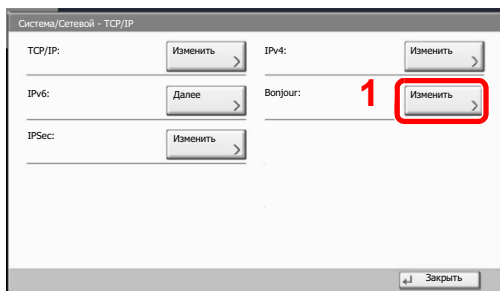 Система/Сетевой - TCP/IP
TCP/IP: Изменить IPv4: Изменить
IPv6: Далее Bonjour: 1 Изменить
IPSec: Изменить
Закрыть